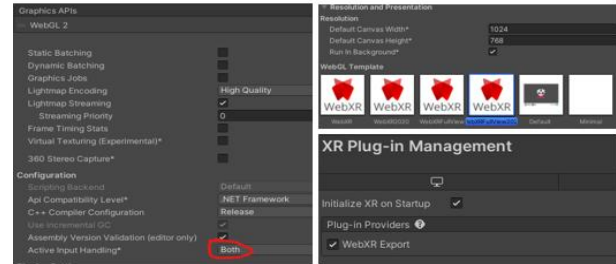 Graphics APIs
WebGL 2
Static Batching
Dynamic Batching
Graphics Jobs
Lightmap Encoding High Quality
Lightmap Streaming
Streaming Priority 0
Frame Timing Stats
Virtual Texturing (Experimental)*
360 Stereo Capture*
Configuration
Scripting Backend Default
Api Compatibility Level* .NET Framework
C++ Compiler Configuration Release
Use incremental GC
Assembly Version Validation (editor only)
Active Input Handling* Both
Resolution and Presentation
Resolution
Default Canvas Width* 1024
Default Canvas Height* 768
Run In Background*
WebGL Template
WebXR WebXR WebXR WebXR
WebXR WebXR2020 WebXRFullView Default Minimal
XR Plug-in Management
Initialize XR on Startup
Plug-in Providers
WebXR Export